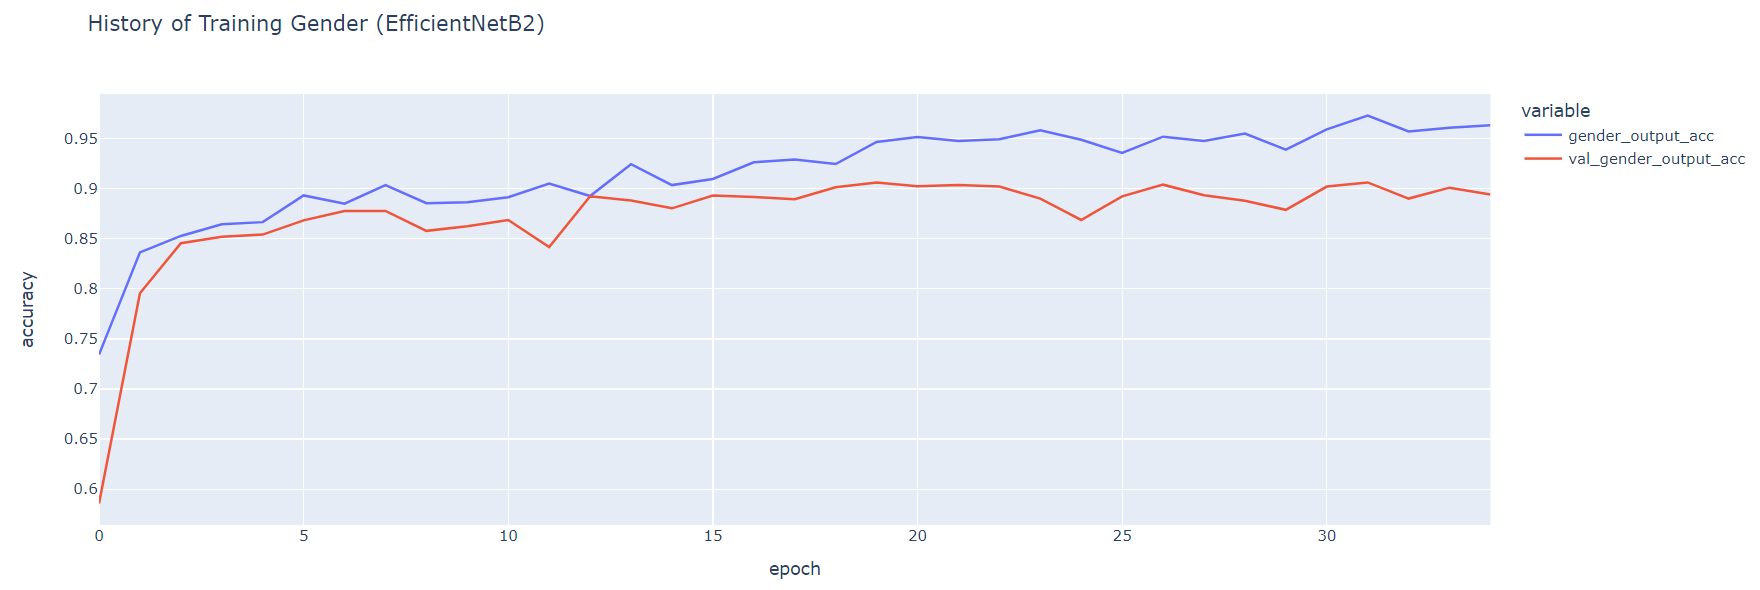 History of Training Gender (EfficientNetB2)
variable
gender_output_acc
val_gender_output_acc
accuracy
0.95
0.9
0.85
0.8
0.75
0.7
0.65
0.6
0 5 10 15 20 25 30
epoch